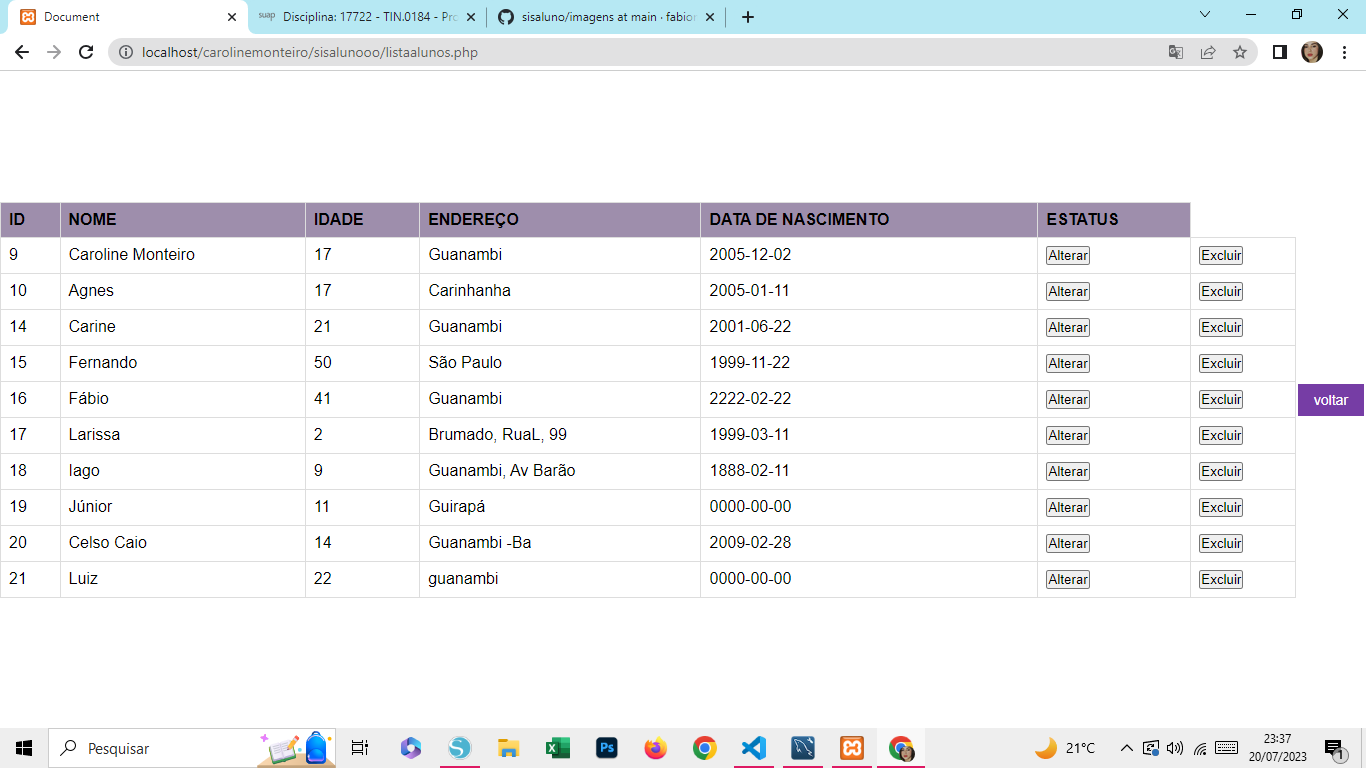 Document
suap Disciplina: 17722 - TIN.0184 - Pro
sisaluno/imagens at main · fabior
localhost/carolinemonteiro/sisalunooo/listaalunos.php
ID NOME IDADE ENDEREÇO DATA DE NASCIMENTO ESTATUS
9 Caroline Monteiro 17 Guanambi 2005-12-02 Alterar Excluir
10 Agnes 17 Carinhanha 2005-01-11 Alterar Excluir
14 Carine 21 Guanambi 2001-06-22 Alterar Excluir
15 Fernando 50 São Paulo 1999-11-22 Alterar Excluir
16 Fábio 41 Guanambi 2222-02-22 Alterar Excluir
voltar
17 Larissa 2 Brumado, RuaL, 99 1999-03-11 Alterar Excluir
18 Iago 9 Guanambi, Av Barão 1888-02-11 Alterar Excluir
19 Júnior 11 Guirapá 0000-00-00 Alterar Excluir
20 Celso Caio 14 Guanambi -Ba 2009-02-28 Alterar Excluir
21 Luiz 22 guanambi 0000-00-00 Alterar Excluir
Pesquisar
Ps
21°C
23:37
20/07/2023
1